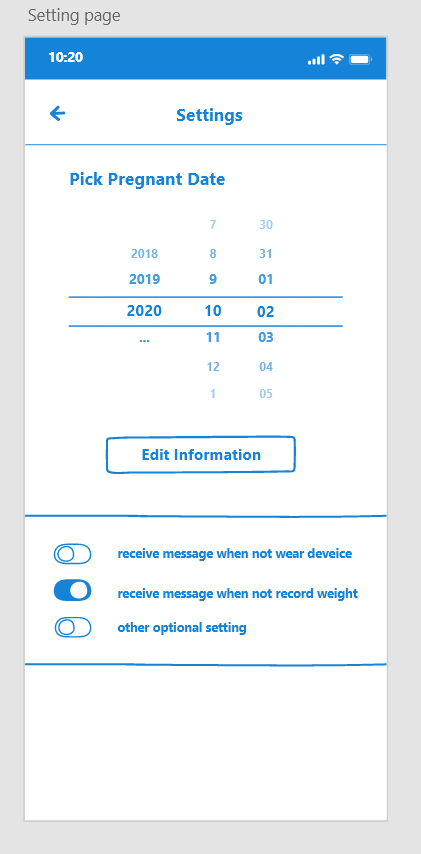 Setting page
10:20
Settings
Pick Pregnant Date
7 30
2018 8 31
2019 9 01
2020 10 02
... 11 03
12 04
1 05
Edit Information
receive message when not wear deveice
receive message when not record weight
other optional setting